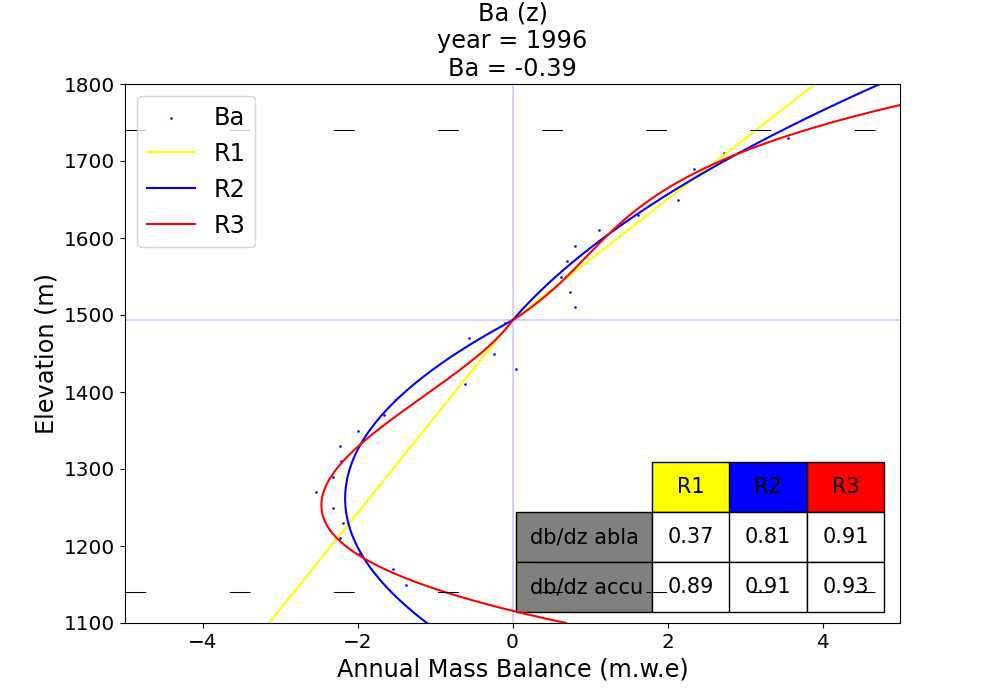 Ba (z)
year = 1996
Ba = -0.39
1800
1700
1600
1500
1400
1300
1200
1100
Elevation (m)
Ba
R1
R2
R3
R1 R2 R3
db/dz abla 0.37 0.81 0.91
db/dz accu 0.89 0.91 0.93
−4 −2 0 2 4
Annual Mass Balance (m.w.e)